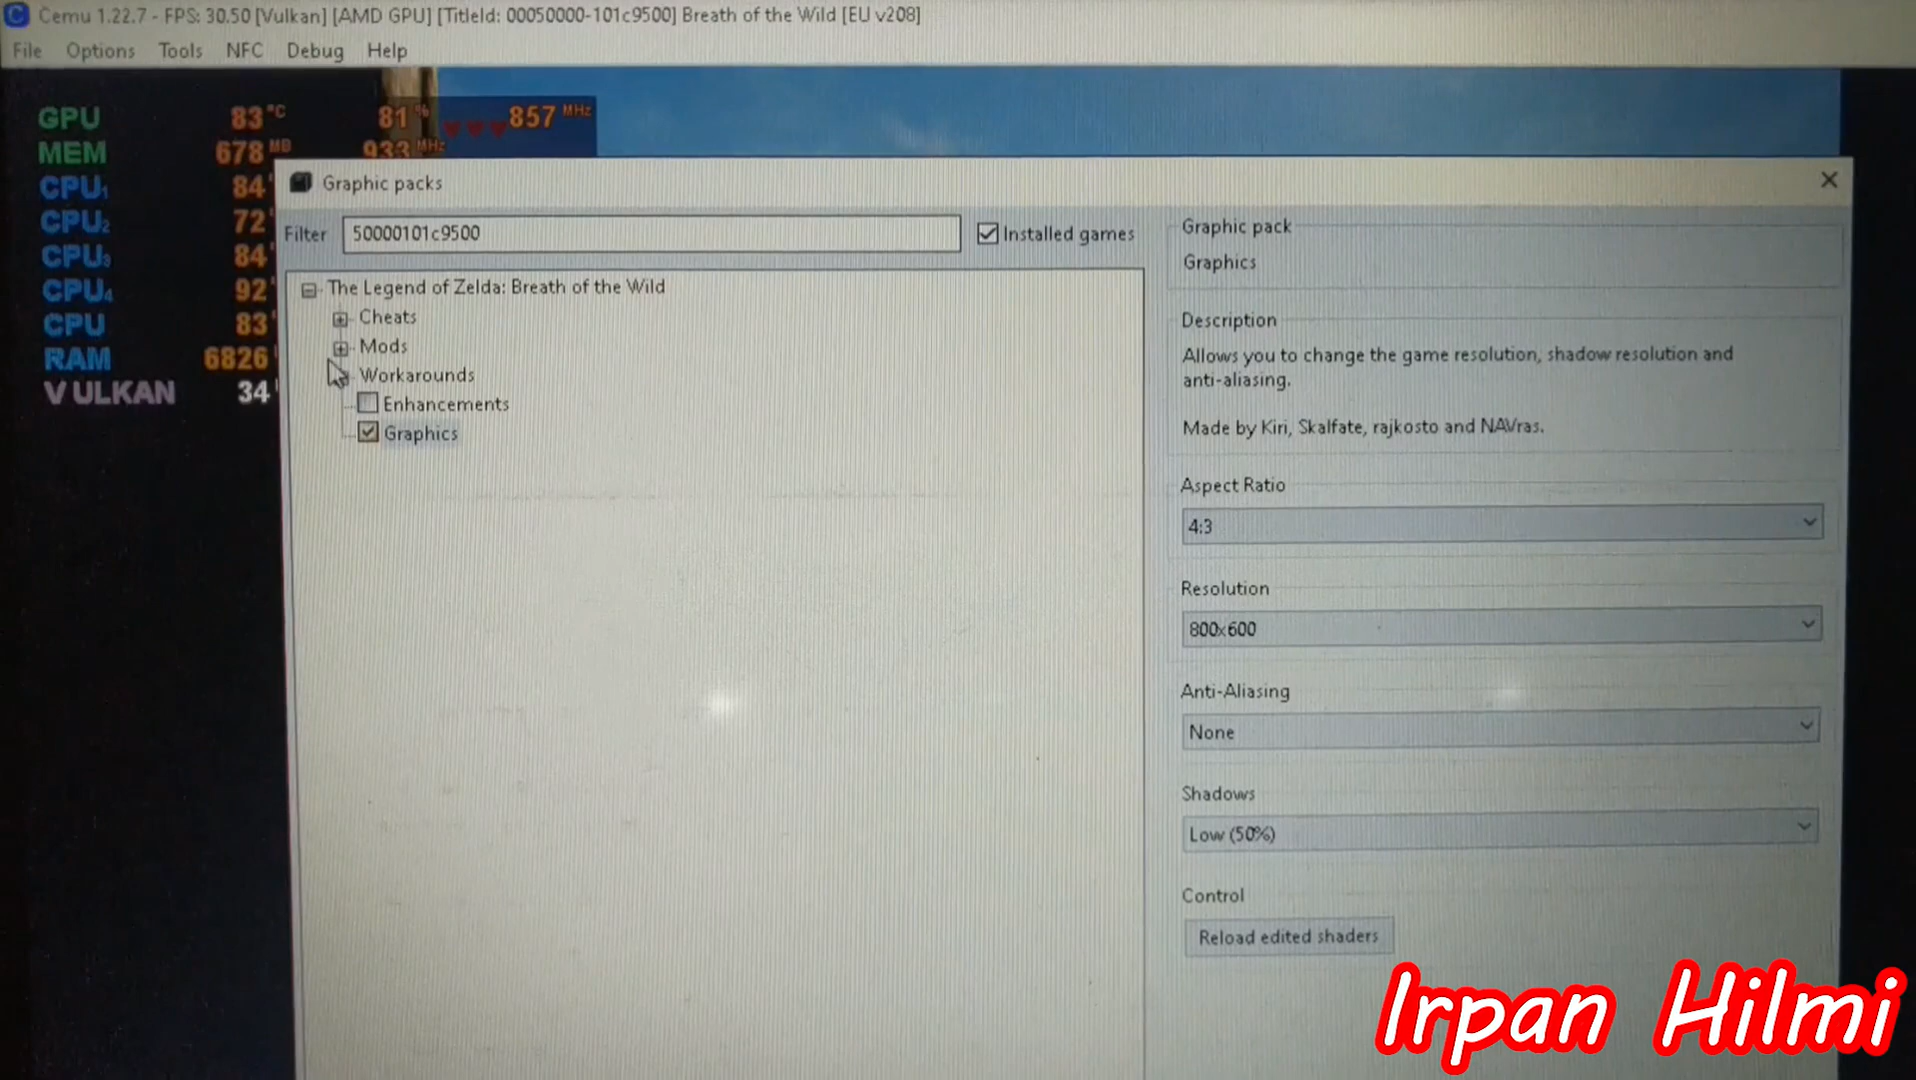 Cemu 1.22.7 - FPS: 30.50 [Vulkan] [AMD GPU] [TitleId: 00050000-101c9500] Breath of the Wild [EU v208]
File Options Tools NFC Debug Help
GPU 83 °C 81 % 857 MHz
MEM 678 MB 933 MHz
CPU1 84
CPU2 72
CPU3 84
CPU4 92
CPU 83
RAM 6826
VULKAN 34
Graphic packs
Filter 50000101c9500 Installed games
The Legend of Zelda: Breath of the Wild
Cheats
Mods
Workarounds
Enhancements
Graphics
Graphic pack
Graphics
Description
Allows you to change the game resolution, shadow resolution and
anti-aliasing.
Made by Kiri, Skalfate, rajkosto and NAVras.
Aspect Ratio
4:3
Resolution
800x600
Anti-Aliasing
None
Shadows
Low (50%)
Control
Reload edited shaders
Irpan Hilmi